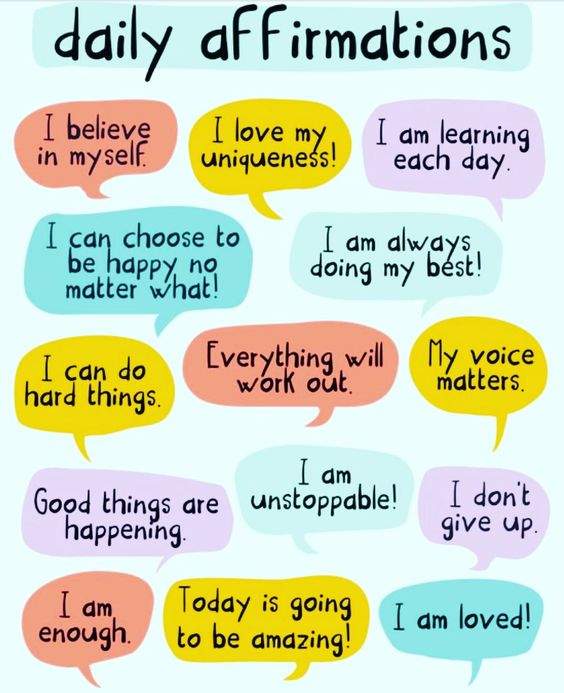 daily affirmations
I believe
in myself.
I love my
uniqueness!
I am learning
each day.
I can choose to
be happy no
matter what!
I am always
doing my best!
I can do
hard things.
Everything will
work out.
My voice
matters.
Good things are
happening.
I am
unstoppable!
I don't
give up.
I am
enough.
Today is going
to be amazing!
I am loved!